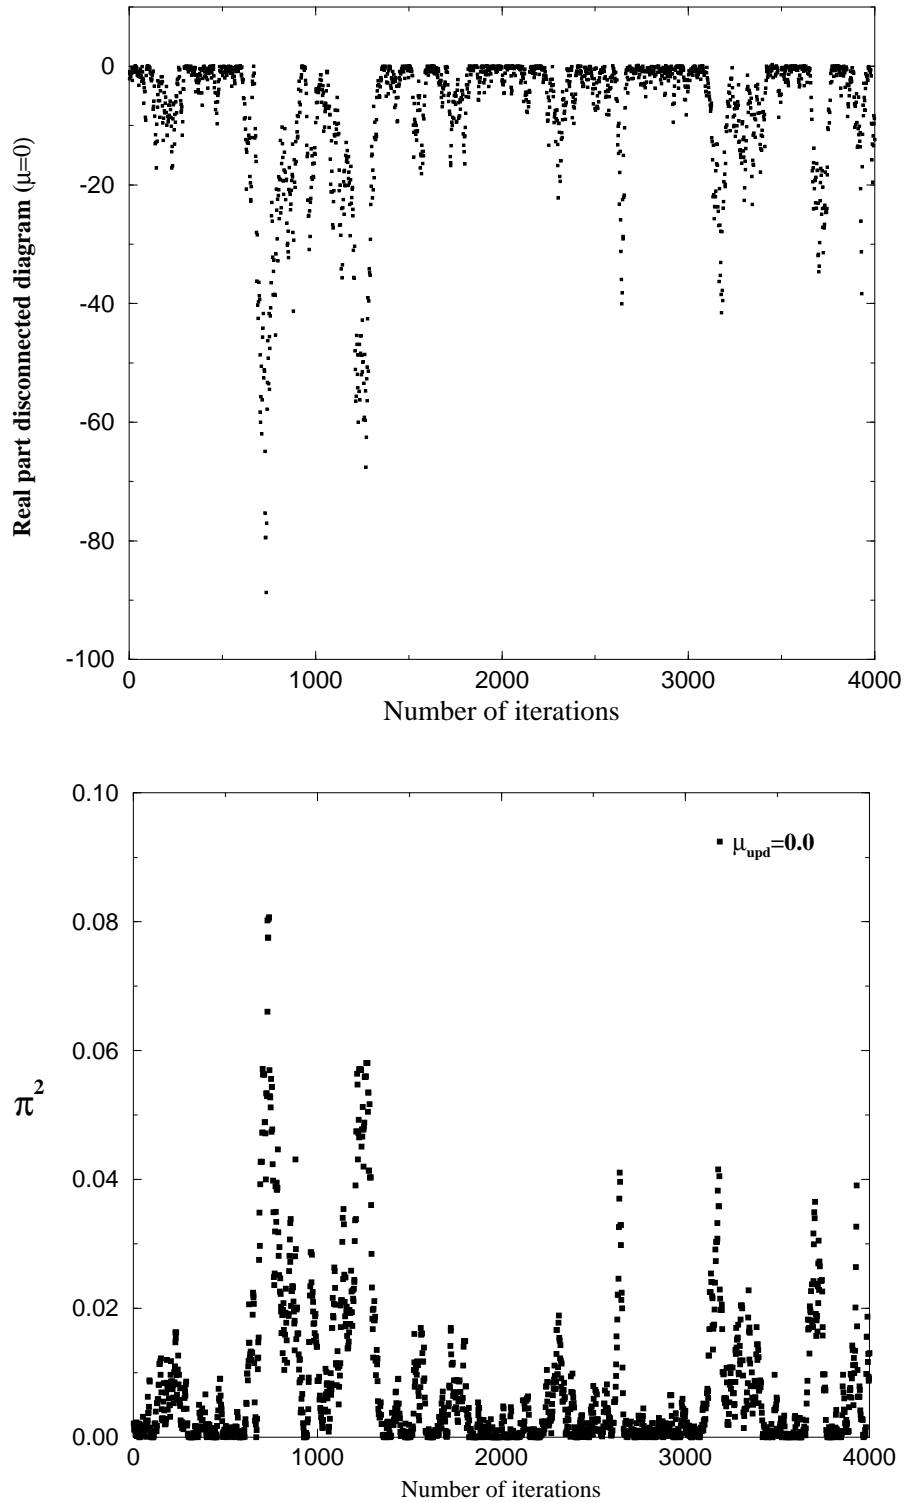 Real part disconnected diagram (μ=0)
0
-20
-40
-60
-80
-100
0 1000 2000 3000 4000
Number of iterations
π²
0.10
0.08
0.06
0.04
0.02
0.00
μupd=0.0
0 1000 2000 3000 4000
Number of iterations